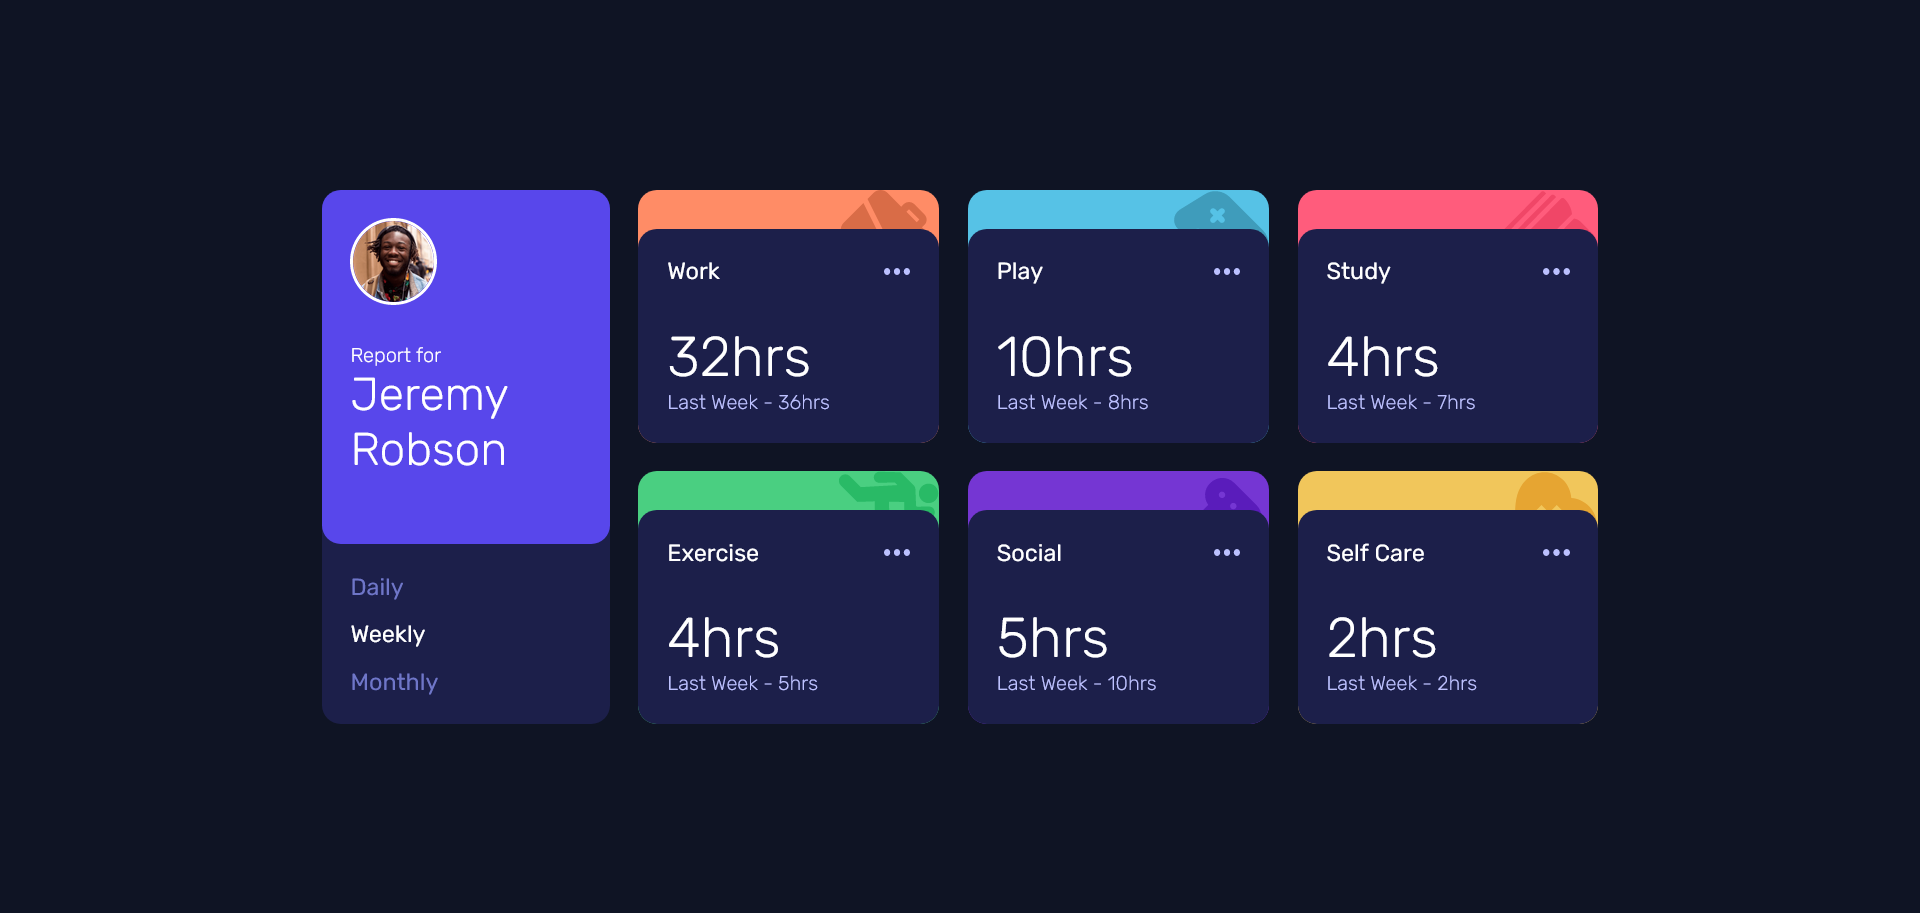 Report for
Jeremy
Robson
Daily
Weekly
Monthly
Work
32hrs
Last Week - 36hrs
Play
10hrs
Last Week - 8hrs
Study
4hrs
Last Week - 7hrs
Exercise
4hrs
Last Week - 5hrs
Social
5hrs
Last Week - 10hrs
Self Care
2hrs
Last Week - 2hrs